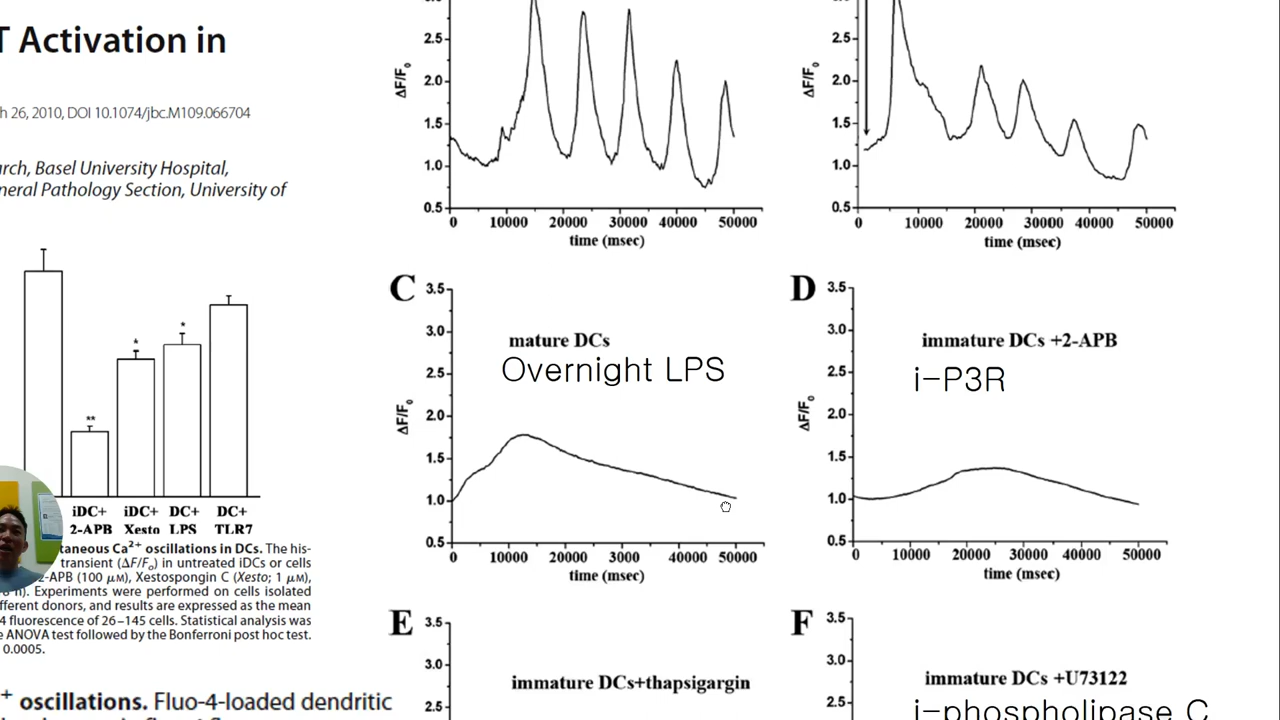 T Activation in
h 26, 2010, DOI 10.1074/jbc.M109.066704
arch, Basel University Hospital,
neral Pathology Section, University of
*
*
**
iDC+ iDC+ DC+ DC+
2-APB Xesto LPS TLR7
taneous Ca2+ oscillations in DCs. The his-
transient (ΔF/Fo) in untreated iDCs or cells
2-APB (100 μM), Xestospongin C (Xesto; 1 μM),
h). Experiments were performed on cells isolated
fferent donors, and results are expressed as the mean
4 fluorescence of 26–145 cells. Statistical analysis was
e ANOVA test followed by the Bonferroni post hoc test.
0.0005.
+ oscillations. Fluo-4-loaded dendritic
2.5
2.0
1.5
1.0
0.5
ΔF/F0
0 10000 20000 30000 40000 50000
time (msec)
2.5
2.0
1.5
1.0
0.5
ΔF/F0
0 10000 20000 30000 40000 50000
time (msec)
C
3.5
3.0
2.5
2.0
1.5
1.0
0.5
ΔF/F0
mature DCs
Overnight LPS
0 10000 20000 30000 40000 50000
time (msec)
D
3.5
3.0
2.5
2.0
1.5
1.0
0.5
ΔF/F0
immature DCs +2-APB
i-P3R
0 10000 20000 30000 40000 50000
time (msec)
E
3.5
3.0
2.5
immature DCs+thapsigargin
F
3.5
3.0
2.5
immature DCs +U73122
i-phospholipase C